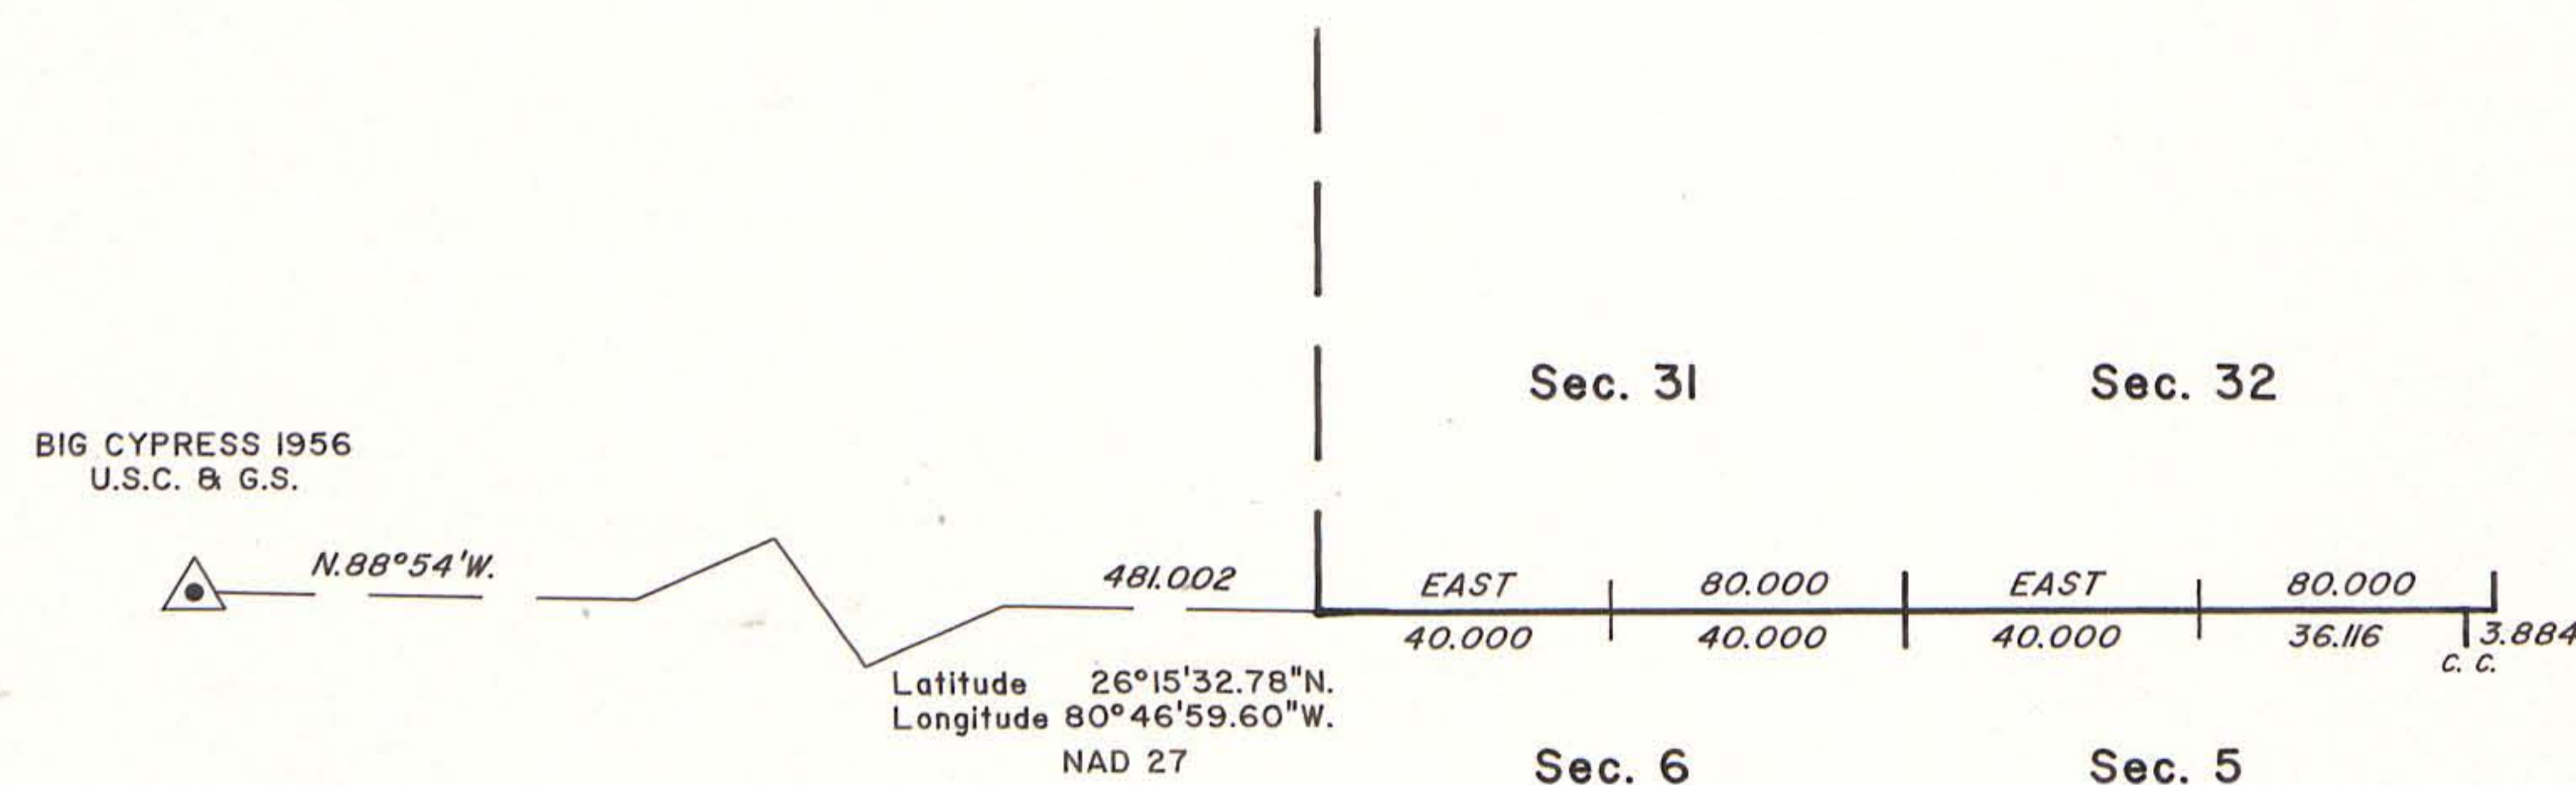 Sec. 31
Sec. 32
BIG CYPRESS 1956
U.S.C. & G.S.
N.88°54'W.
481.002
EAST
80.000
EAST
80.000
40.000
40.000
40.000
36.116
3.884
C. C.
Latitude 26°15'32.78"N.
Longitude 80°46'59.60"W.
NAD 27
Sec. 6
Sec. 5